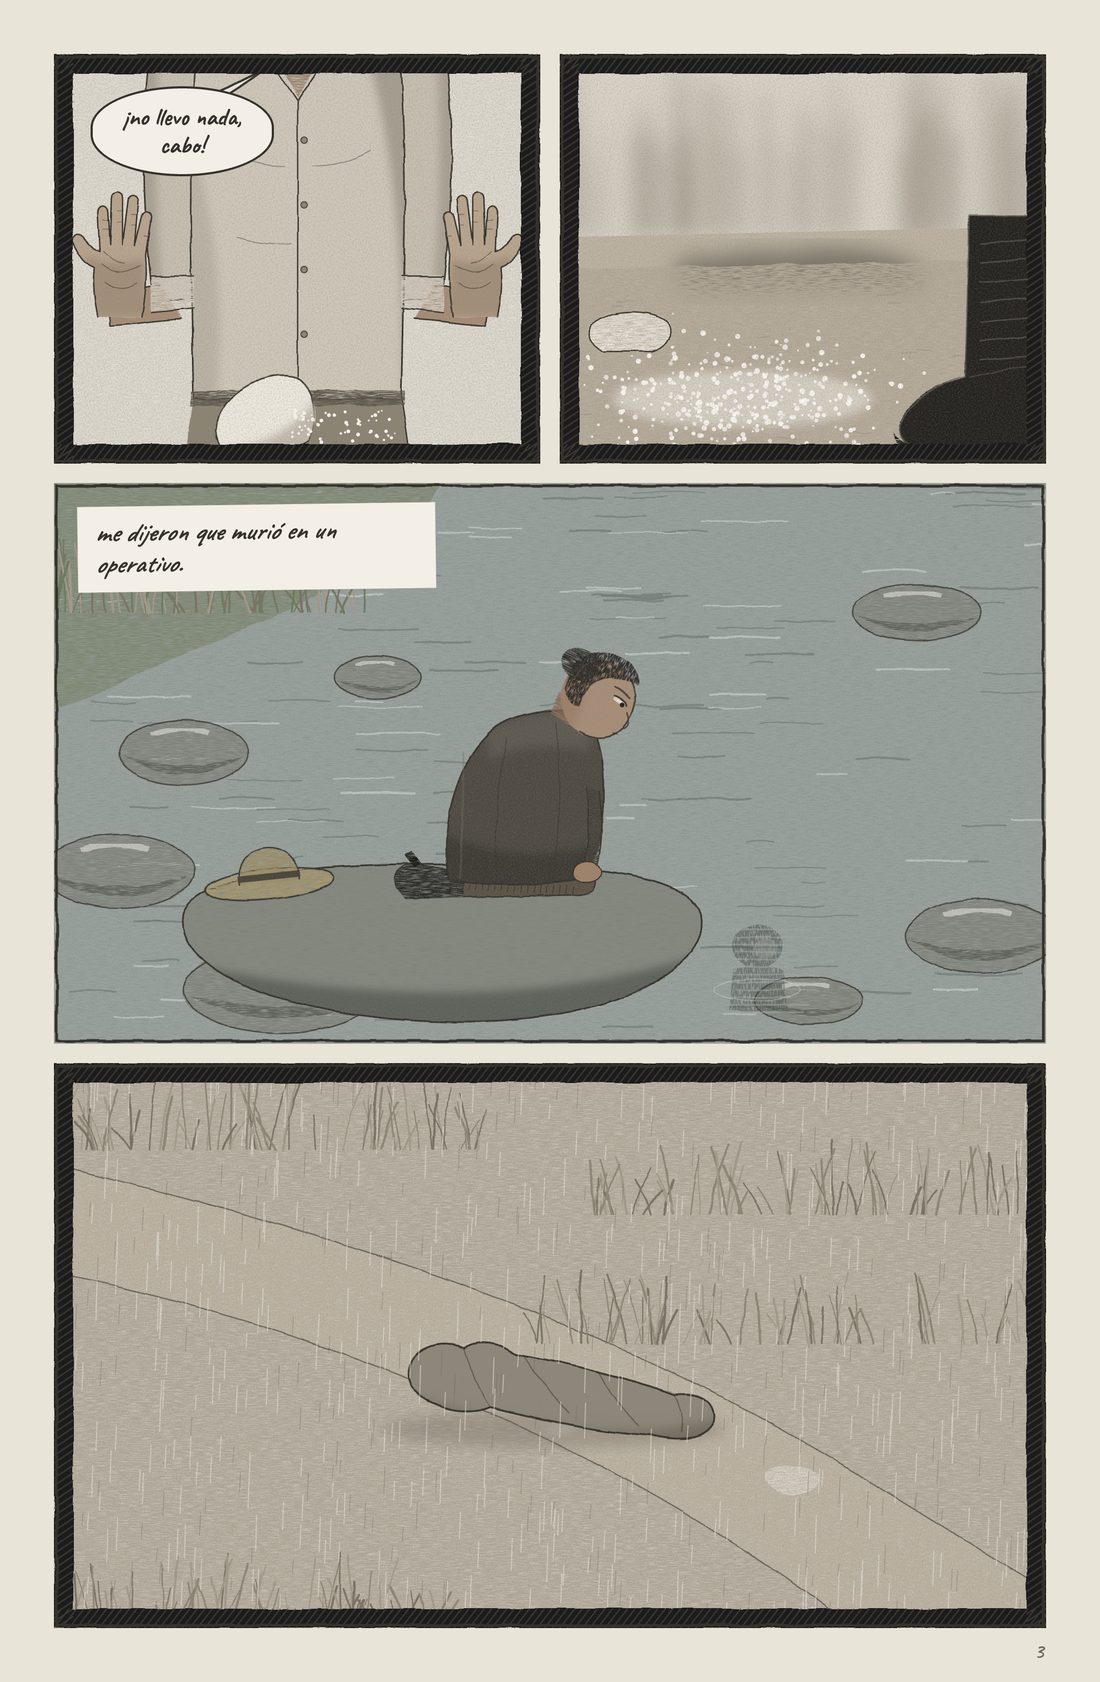 ¡no llevo nada,
cabo!
me dijeron que murió en un
operativo.
3